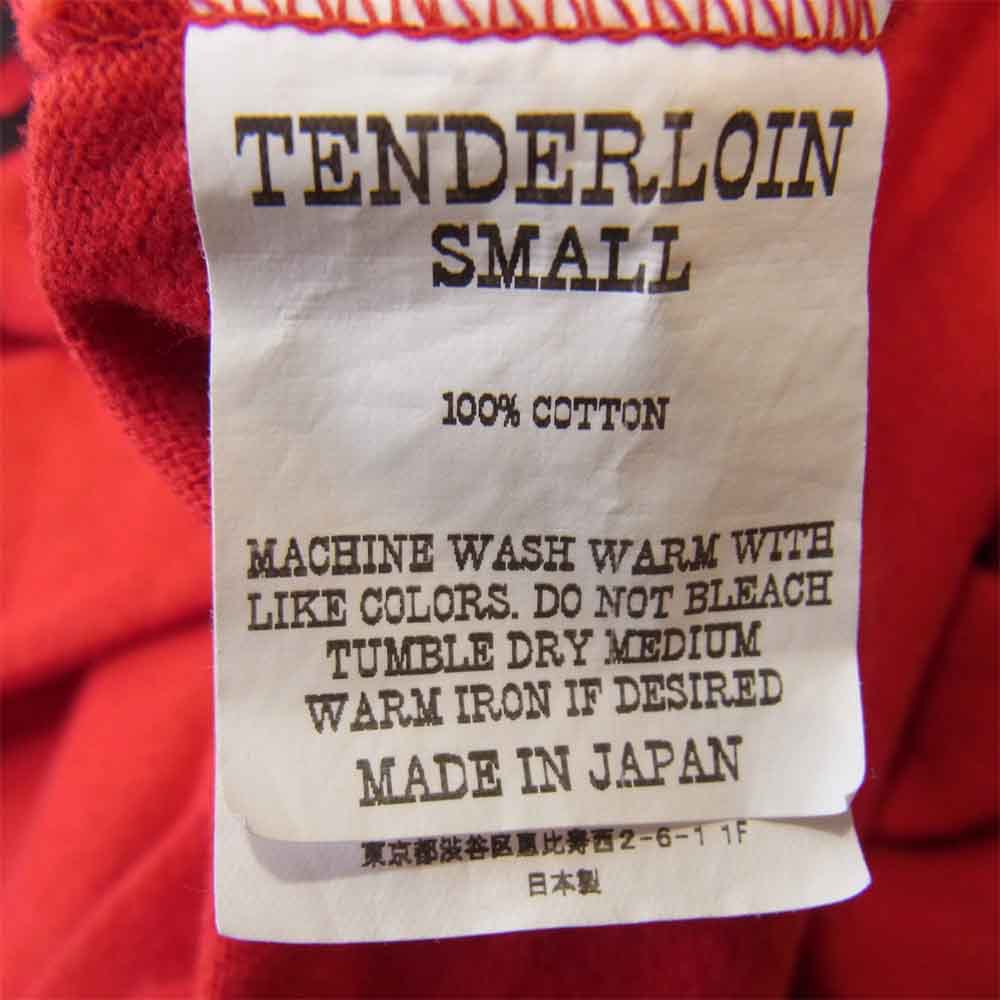 TENDERLOIN
SMALL
100% COTTON
MACHINE WASH WARM WITH
LIKE COLORS. DO NOT BLEACH
TUMBLE DRY MEDIUM
WARM IRON IF DESIRED
MADE IN JAPAN
東京都渋谷区恵比寿西2-6-1 1F
日本製